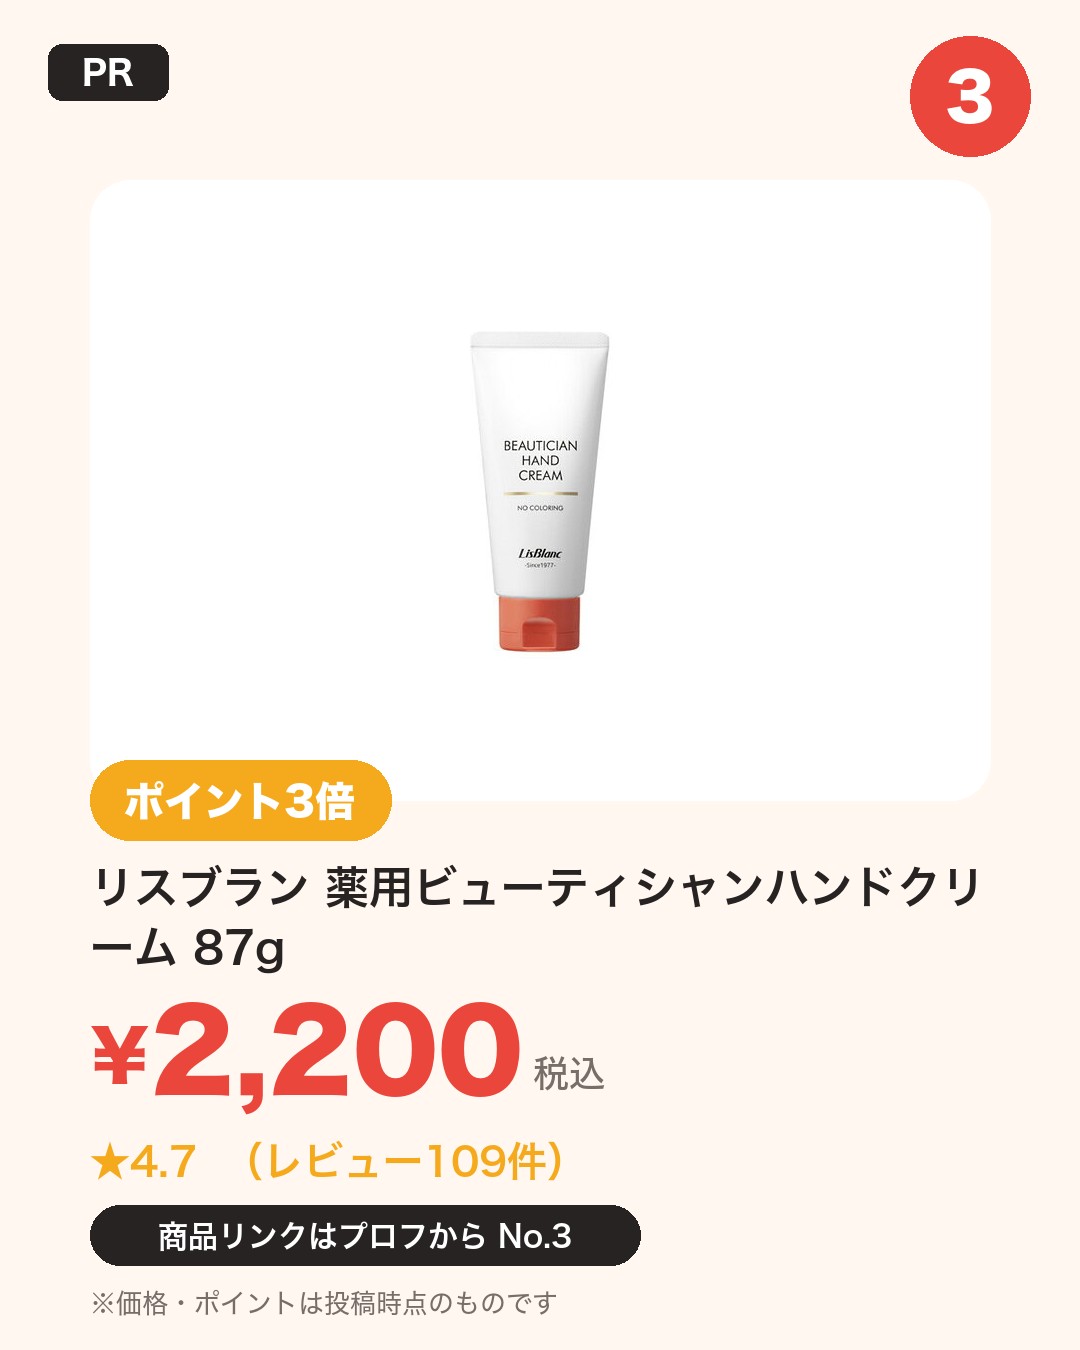 PR
3
BEAUTICIAN
HAND
CREAM
NO COLORING
LisBlanc
-Since1977-
ポイント3倍
リスブラン 薬用ビューティシャンハンドクリ
ーム 87g
¥2,200 税込
★4.7 （レビュー109件）
商品リンクはプロフから No.3
※価格・ポイントは投稿時点のものです